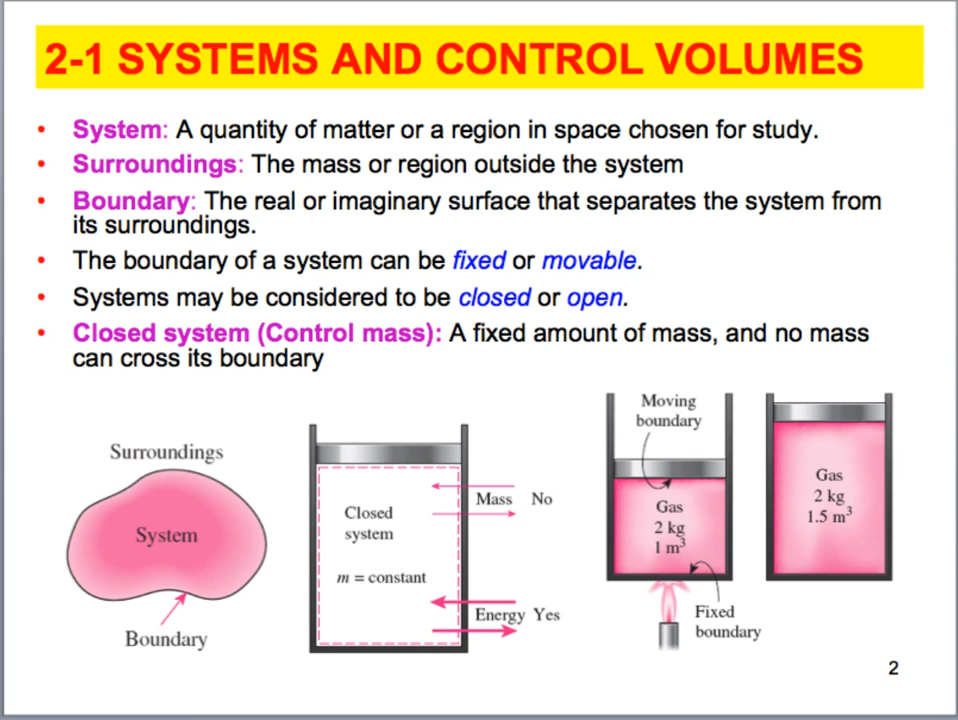 2-1 SYSTEMS AND CONTROL VOLUMES
• System: A quantity of matter or a region in space chosen for study.
• Surroundings: The mass or region outside the system
• Boundary: The real or imaginary surface that separates the system from
its surroundings.
• The boundary of a system can be fixed or movable.
• Systems may be considered to be closed or open.
• Closed system (Control mass): A fixed amount of mass, and no mass
can cross its boundary
Surroundings
System
Boundary
Closed
system
m = constant
Mass No
Energy Yes
Moving
boundary
Gas
2 kg
1 m³
Fixed
boundary
Gas
2 kg
1.5 m³
2